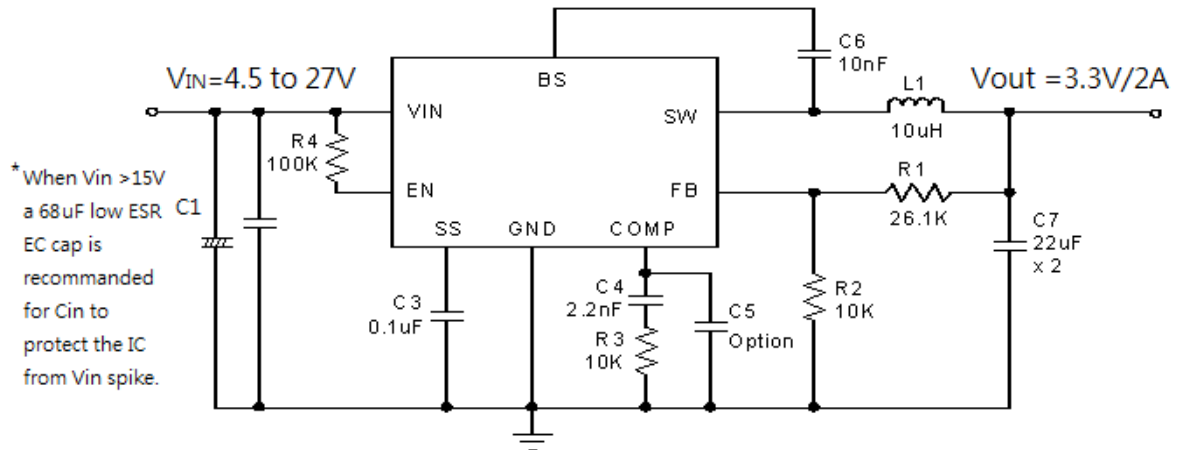 C6
10nF
VIN=4.5 to 27V
BS
L1
Vout =3.3V/2A
VIN
SW
10uH
R4
100K
R1
* When Vin >15V
a 68uF low ESR
EC cap is
recommanded
for Cin to
protect the IC
from Vin spike.
C1
EN
FB
26.1K
SS
GND
COMP
C7
22uF
x 2
C3
0.1uF
C4
2.2nF
R3
10K
C5
Option
R2
10K